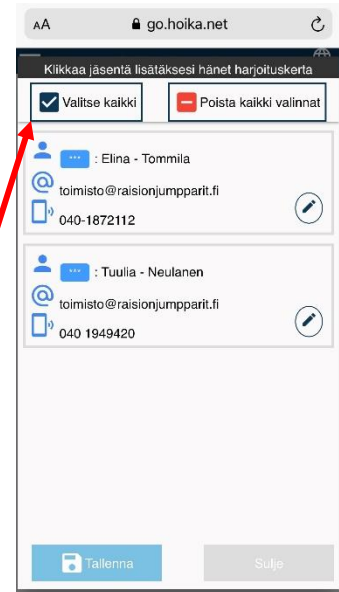 AA go.hoika.net
Klikkaa jäsentä lisätäksesi hänet harjoituskerta
Valitse kaikki Poista kaikki valinnat
... : Elina - Tommila
@ toimisto@raisionjumpparit.fi
040-1872112
... : Tuulia - Neulanen
@ toimisto@raisionjumpparit.fi
040 1949420
Tallenna Sulje